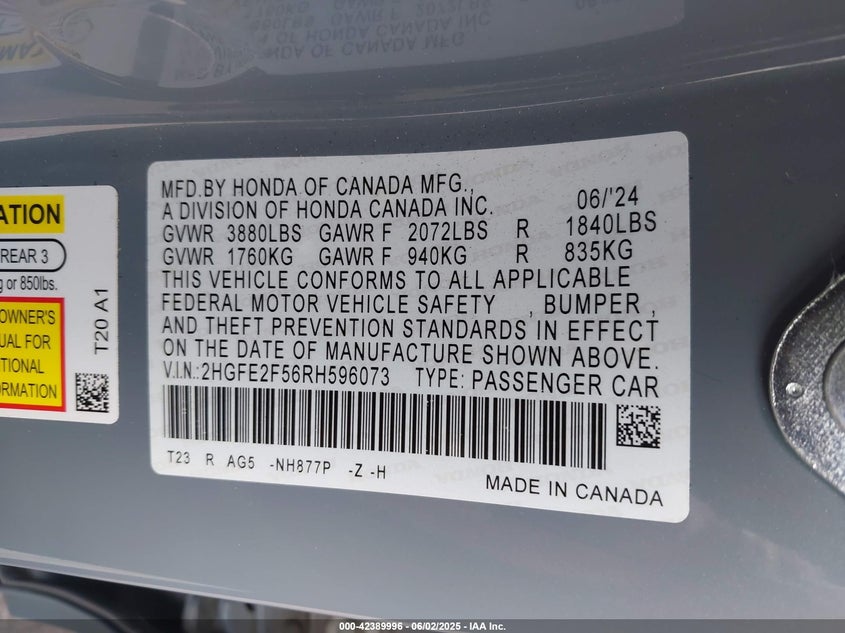 MFD.BY HONDA OF CANADA MFG.,
A DIVISION OF HONDA CANADA INC. 06/'24
GVWR 3880LBS GAWR F 2072LBS R 1840LBS
GVWR 1760KG GAWR F 940KG R 835KG
THIS VEHICLE CONFORMS TO ALL APPLICABLE
FEDERAL MOTOR VEHICLE SAFETY , BUMPER ,
AND THEFT PREVENTION STANDARDS IN EFFECT
ON THE DATE OF MANUFACTURE SHOWN ABOVE.
V.I.N:2HGFE2F56RH596073 TYPE: PASSENGER CAR
T23 R AG5 -NH877P -Z -H
MADE IN CANADA
REAR 3
or 850lbs.
OWNER'S
FOR
T20 A1
000-42389996 - 06/02/2025 - IAA Inc.